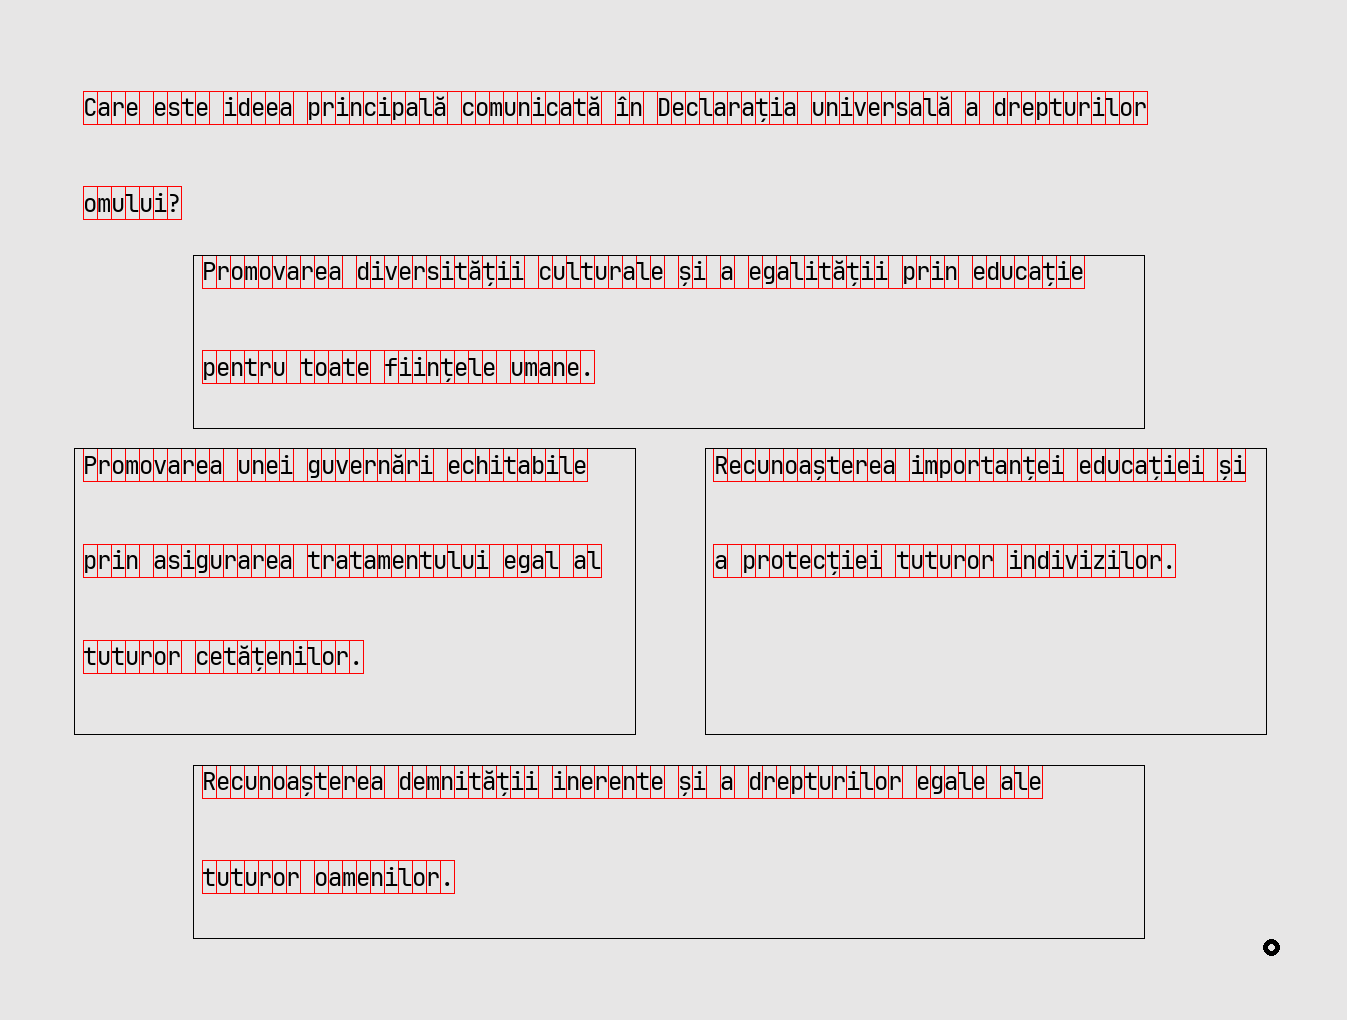 Care este ideea principală comunicată în Declarația universală a drepturilor
omului?
Promovarea diversității culturale și a egalității prin educație
pentru toate ființele umane.
Promovarea unei guvernări echitabile
prin asigurarea tratamentului egal al
tuturor cetățenilor.
Recunoașterea importanței educației și
a protecției tuturor indivizilor.
Recunoașterea demnității inerente și a drepturilor egale ale
tuturor oamenilor.